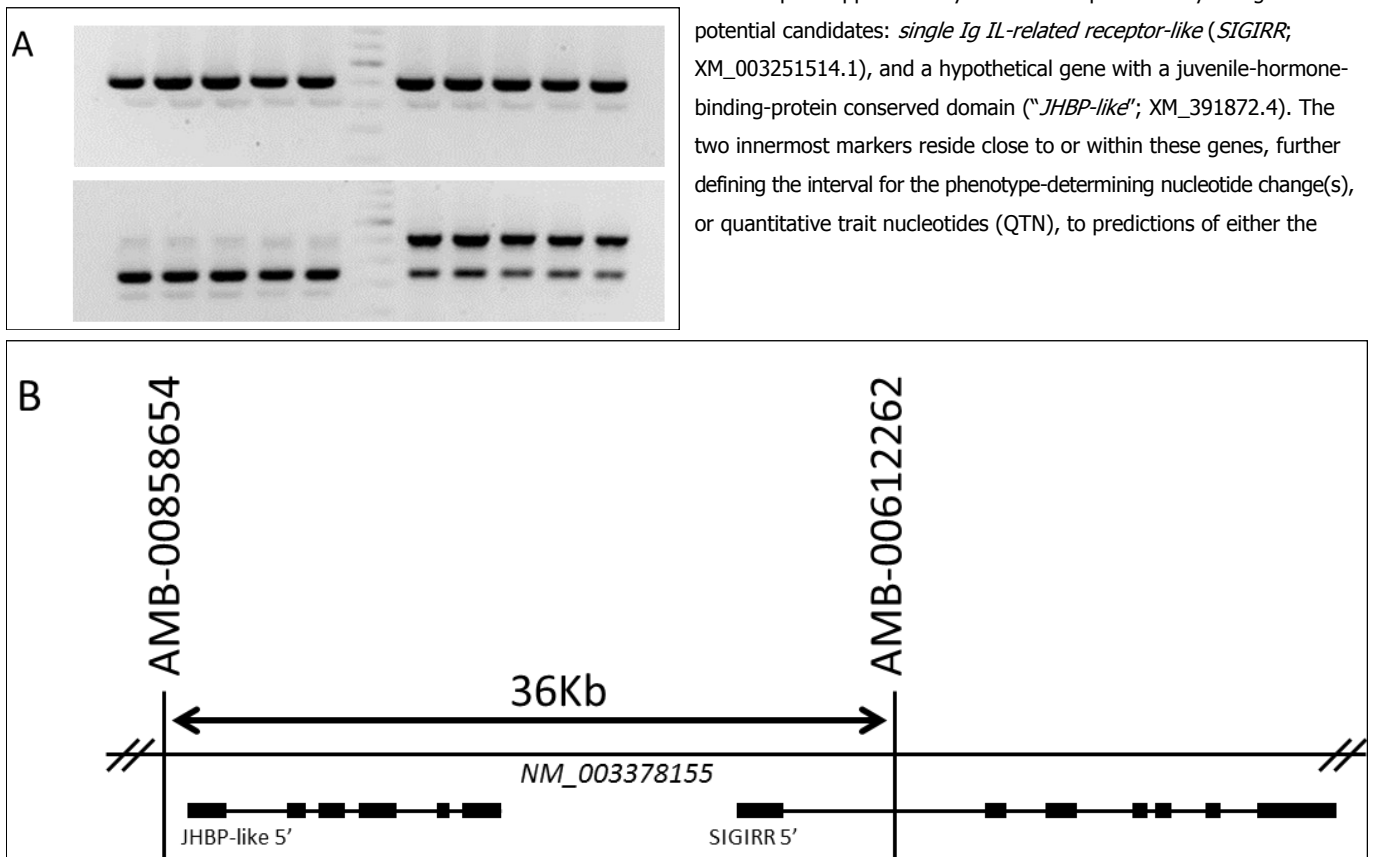 A
potential candidates: single Ig IL-related receptor-like (SIGIRR;
XM_003251514.1), and a hypothetical gene with a juvenile-hormone-
binding-protein conserved domain ("JHBP-like"; XM_391872.4). The
two innermost markers reside close to or within these genes, further
defining the interval for the phenotype-determining nucleotide change(s),
or quantitative trait nucleotides (QTN), to predictions of either the
B
AMB-00858654
AMB-00612262
36Kb
NM_003378155
JHBP-like 5’
SIGIRR 5’